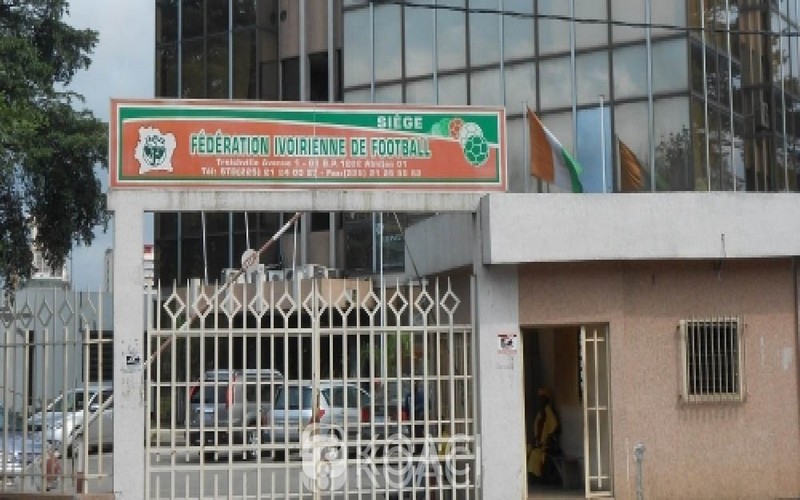 SIÈGE
FÉDÉRATION IVOIRIENNE DE FOOTBALL
Treichville Avenue 1 - 01 B.P. 1202 Abidjan 01
KOACI